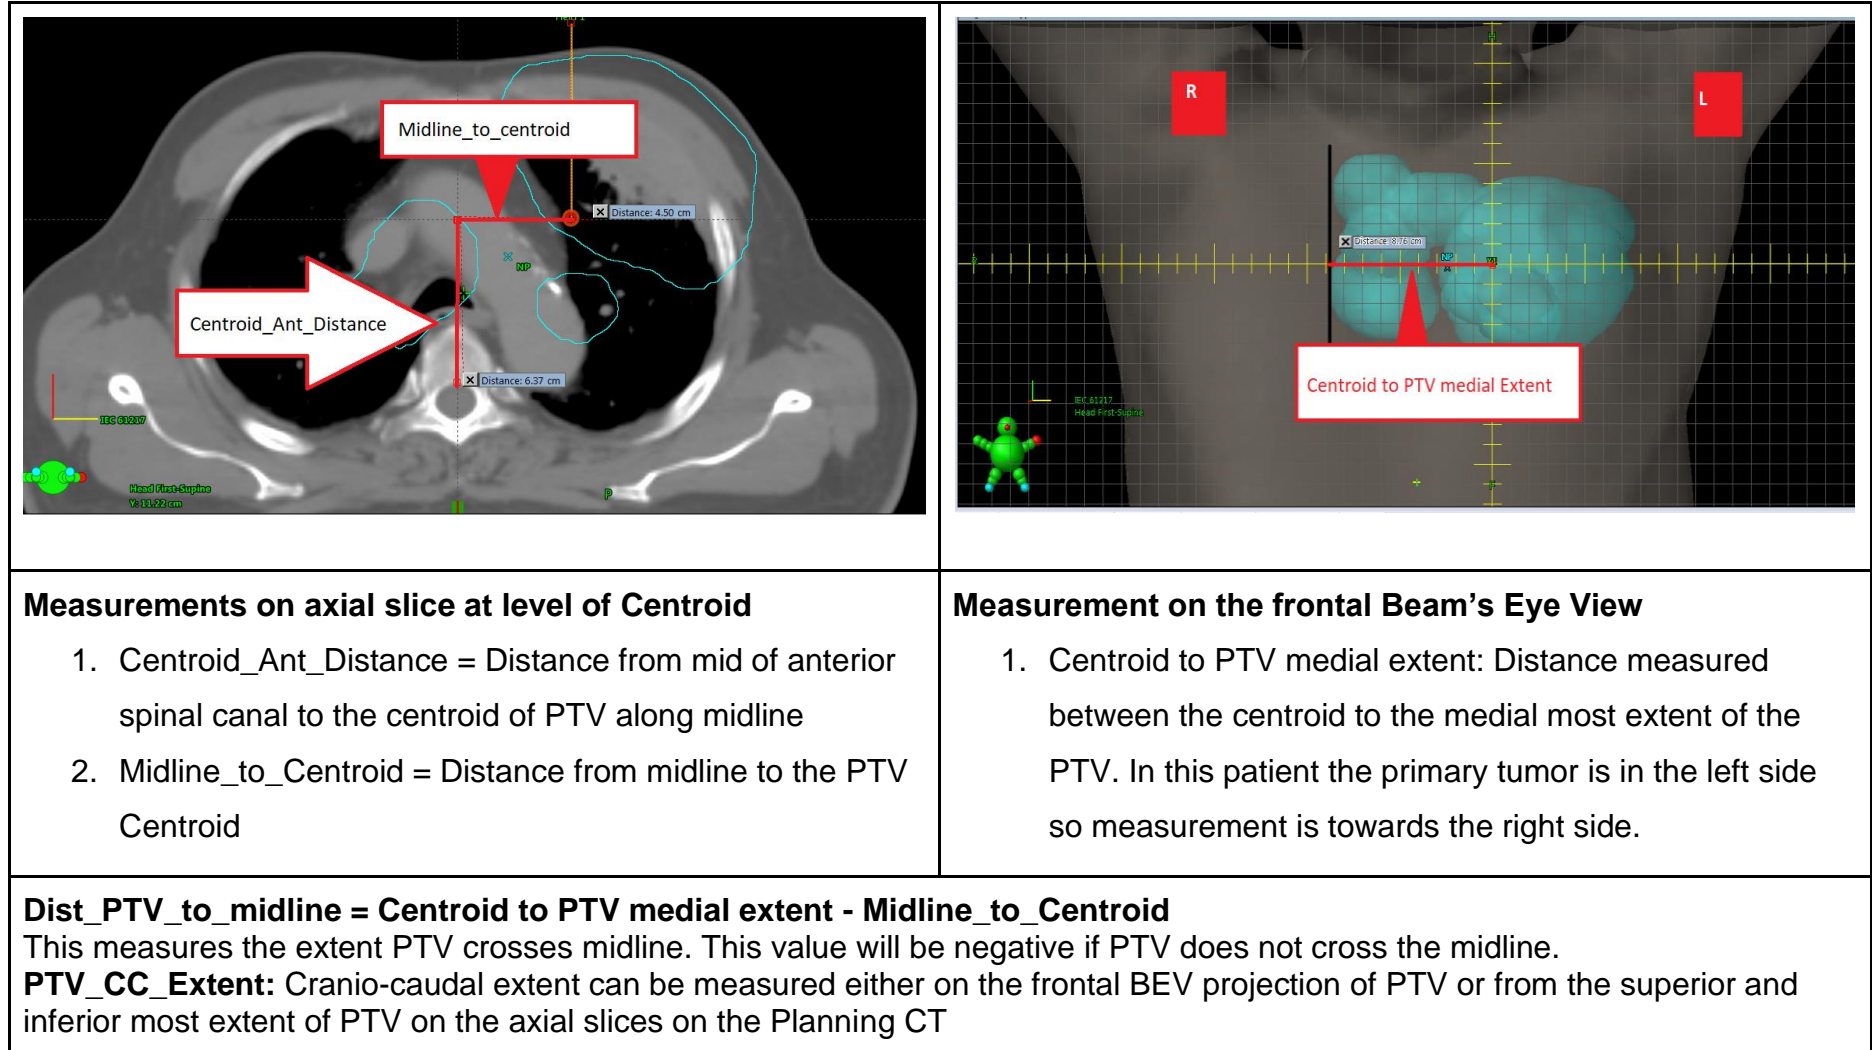 Midline_to_centroid
Distance: 4.50 cm
NP
Centroid_Ant_Distance
Distance: 6.37 cm
IEC 61217
Head First-Supine
Y: 11.22 cm
P
R
L
H
Distance: 8.76 cm
NP
Centroid to PTV medial Extent
IEC 61217
Head First-Supine
F
Measurements on axial slice at level of Centroid
1. Centroid_Ant_Distance = Distance from mid of anterior
spinal canal to the centroid of PTV along midline
2. Midline_to_Centroid = Distance from midline to the PTV
Centroid
Measurement on the frontal Beam’s Eye View
1. Centroid to PTV medial extent: Distance measured
between the centroid to the medial most extent of the
PTV. In this patient the primary tumor is in the left side
so measurement is towards the right side.
Dist_PTV_to_midline = Centroid to PTV medial extent - Midline_to_Centroid
This measures the extent PTV crosses midline. This value will be negative if PTV does not cross the midline.
PTV_CC_Extent: Cranio-caudal extent can be measured either on the frontal BEV projection of PTV or from the superior and
inferior most extent of PTV on the axial slices on the Planning CT